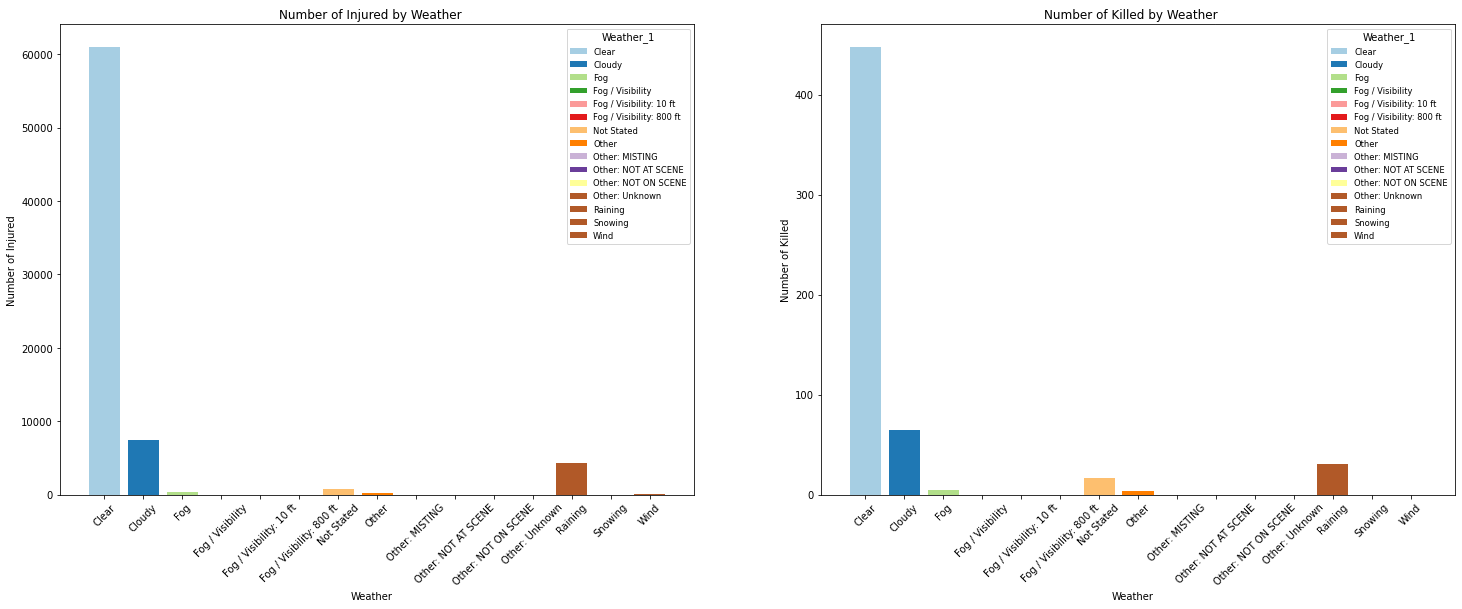 Number of Injured by Weather
Number of Injured
60000
50000
40000
30000
20000
10000
0
Weather_1
Clear
Cloudy
Fog
Fog / Visibility
Fog / Visibility: 10 ft
Fog / Visibility: 800 ft
Not Stated
Other
Other: MISTING
Other: NOT AT SCENE
Other: NOT ON SCENE
Other: Unknown
Raining
Snowing
Wind
Clear
Cloudy
Fog
Fog / Visibility
Fog / Visibility: 10 ft
Fog / Visibility: 800 ft
Not Stated
Other
Other: MISTING
Other: NOT AT SCENE
Other: NOT ON SCENE
Other: Unknown
Raining
Snowing
Wind
Weather
Number of Killed by Weather
Number of Killed
400
300
200
100
0
Weather_1
Clear
Cloudy
Fog
Fog / Visibility
Fog / Visibility: 10 ft
Fog / Visibility: 800 ft
Not Stated
Other
Other: MISTING
Other: NOT AT SCENE
Other: NOT ON SCENE
Other: Unknown
Raining
Snowing
Wind
Clear
Cloudy
Fog
Fog / Visibility
Fog / Visibility: 10 ft
Fog / Visibility: 800 ft
Not Stated
Other
Other: MISTING
Other: NOT AT SCENE
Other: NOT ON SCENE
Other: Unknown
Raining
Snowing
Wind
Weather